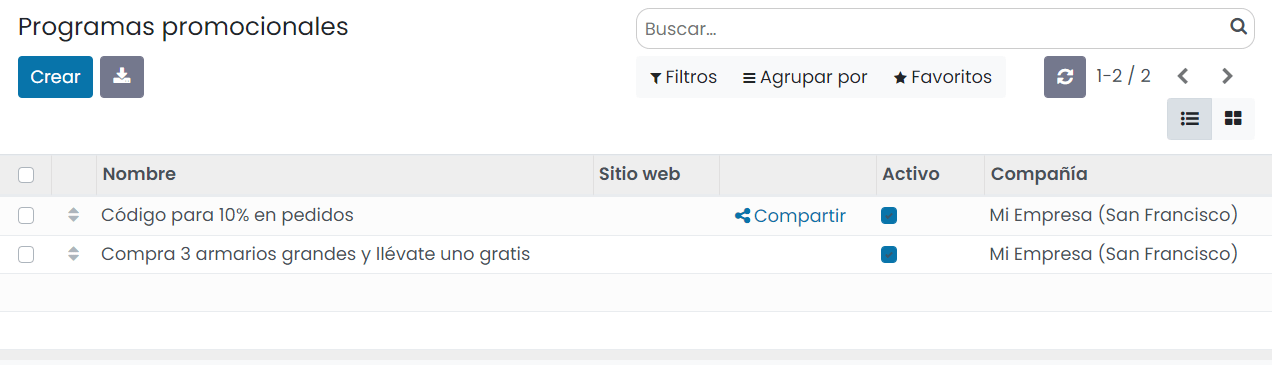 Programas promocionales
Buscar...
Crear
Filtros Agrupar por Favoritos 1-2 / 2
Nombre Sitio web Activo Compañía
Código para 10% en pedidos Compartir Mi Empresa (San Francisco)
Compra 3 armarios grandes y llévate uno gratis Mi Empresa (San Francisco)